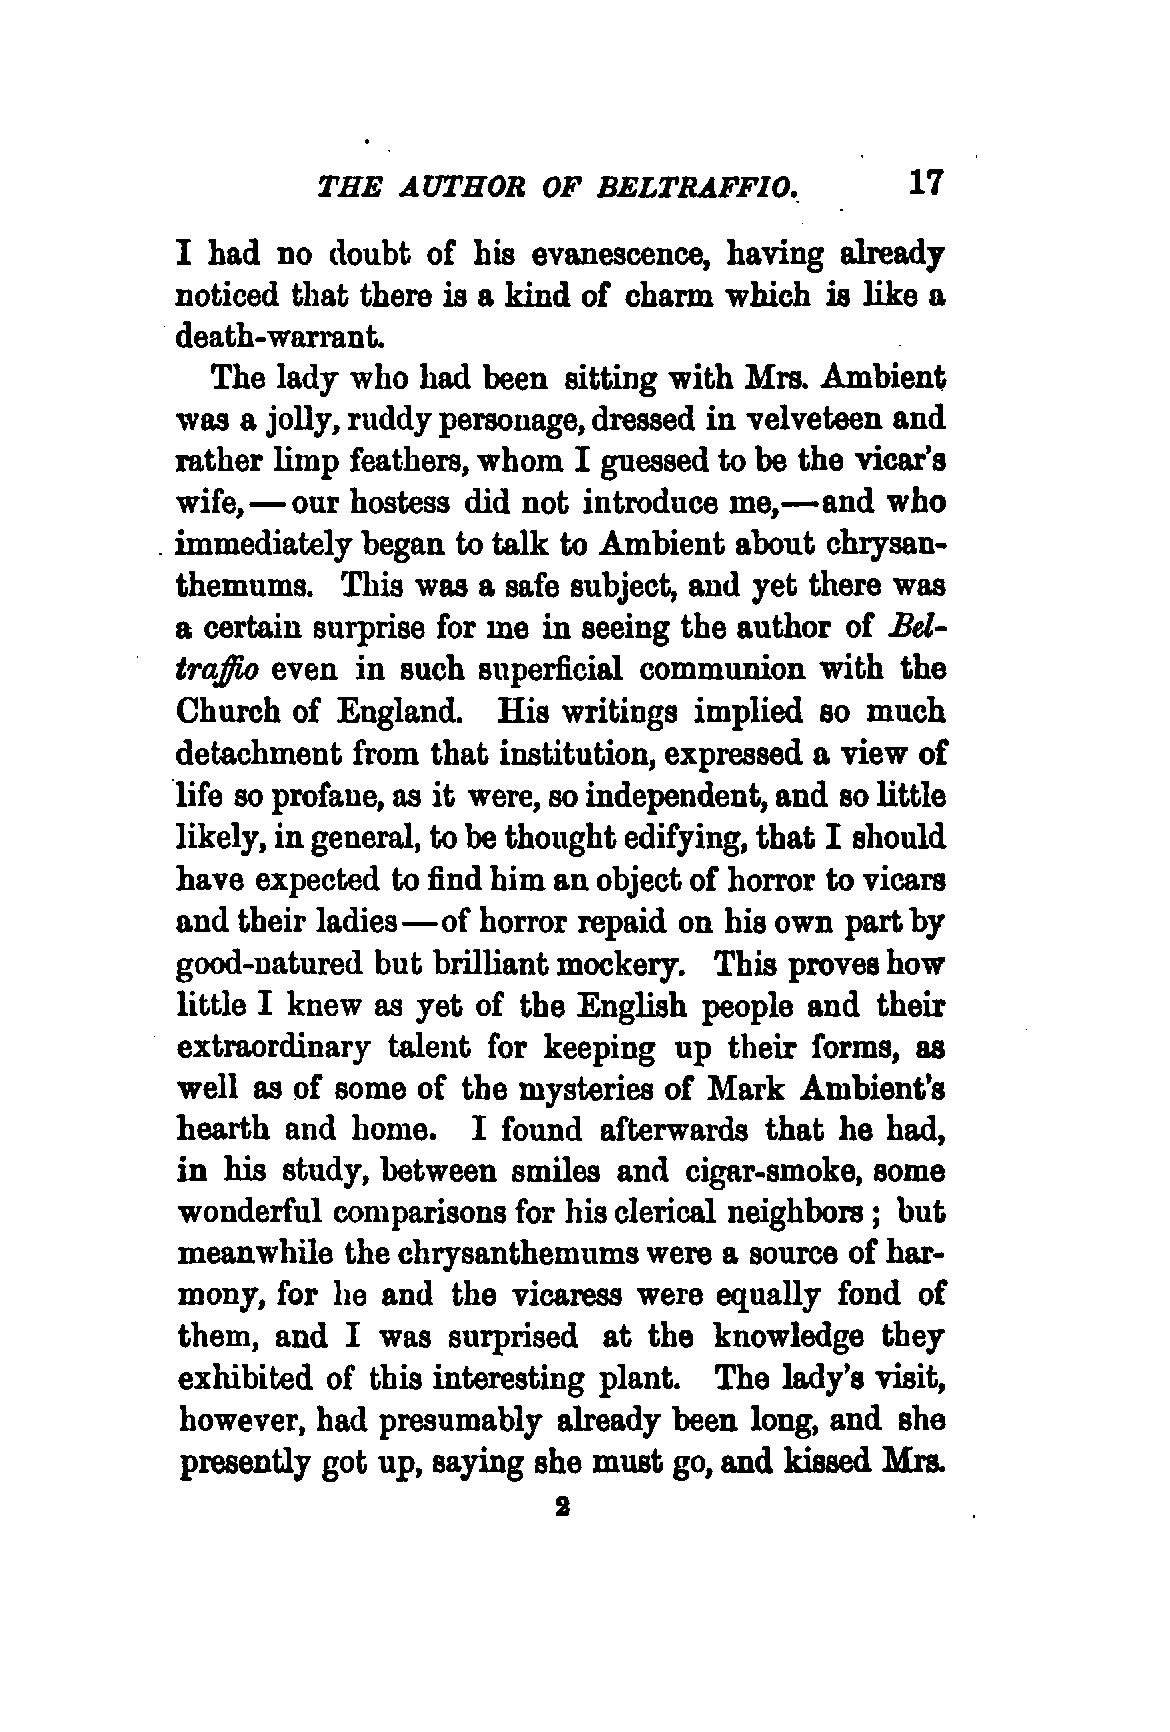 THE AUTHOR OF BELTRAFFIO. 17
I had no doubt of his evanescence, having already
noticed that there is a kind of charm which is like a
death-warrant.
The lady who had been sitting with Mrs. Ambient
was a jolly, ruddy personage, dressed in velveteen and
rather limp feathers, whom I guessed to be the vicar's
wife,—our hostess did not introduce me,—and who
immediately began to talk to Ambient about chrysan-
themums. This was a safe subject, and yet there was
a certain surprise for me in seeing the author of Bel-
traffio even in such superficial communion with the
Church of England. His writings implied so much
detachment from that institution, expressed a view of
life so profane, as it were, so independent, and so little
likely, in general, to be thought edifying, that I should
have expected to find him an object of horror to vicars
and their ladies—of horror repaid on his own part by
good-natured but brilliant mockery. This proves how
little I knew as yet of the English people and their
extraordinary talent for keeping up their forms, as
well as of some of the mysteries of Mark Ambient's
hearth and home. I found afterwards that he had,
in his study, between smiles and cigar-smoke, some
wonderful comparisons for his clerical neighbors; but
meanwhile the chrysanthemums were a source of har-
mony, for he and the vicaress were equally fond of
them, and I was surprised at the knowledge they
exhibited of this interesting plant. The lady's visit,
however, had presumably already been long, and she
presently got up, saying she must go, and kissed Mrs.
2